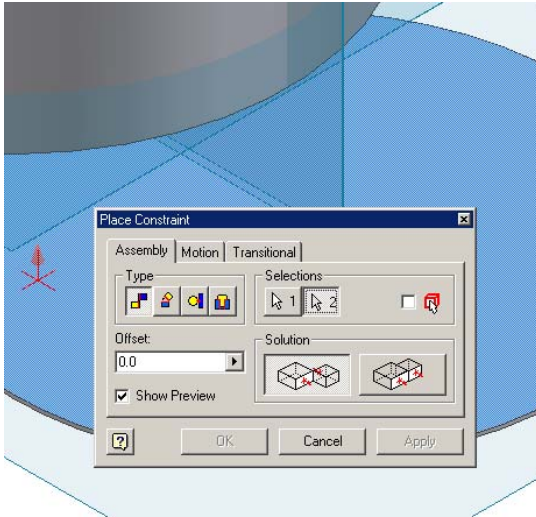 Place Constraint
Assembly Motion Transitional
Type Selections
1 2
Offset: Solution
0.0
Show Preview
? OK Cancel Apply